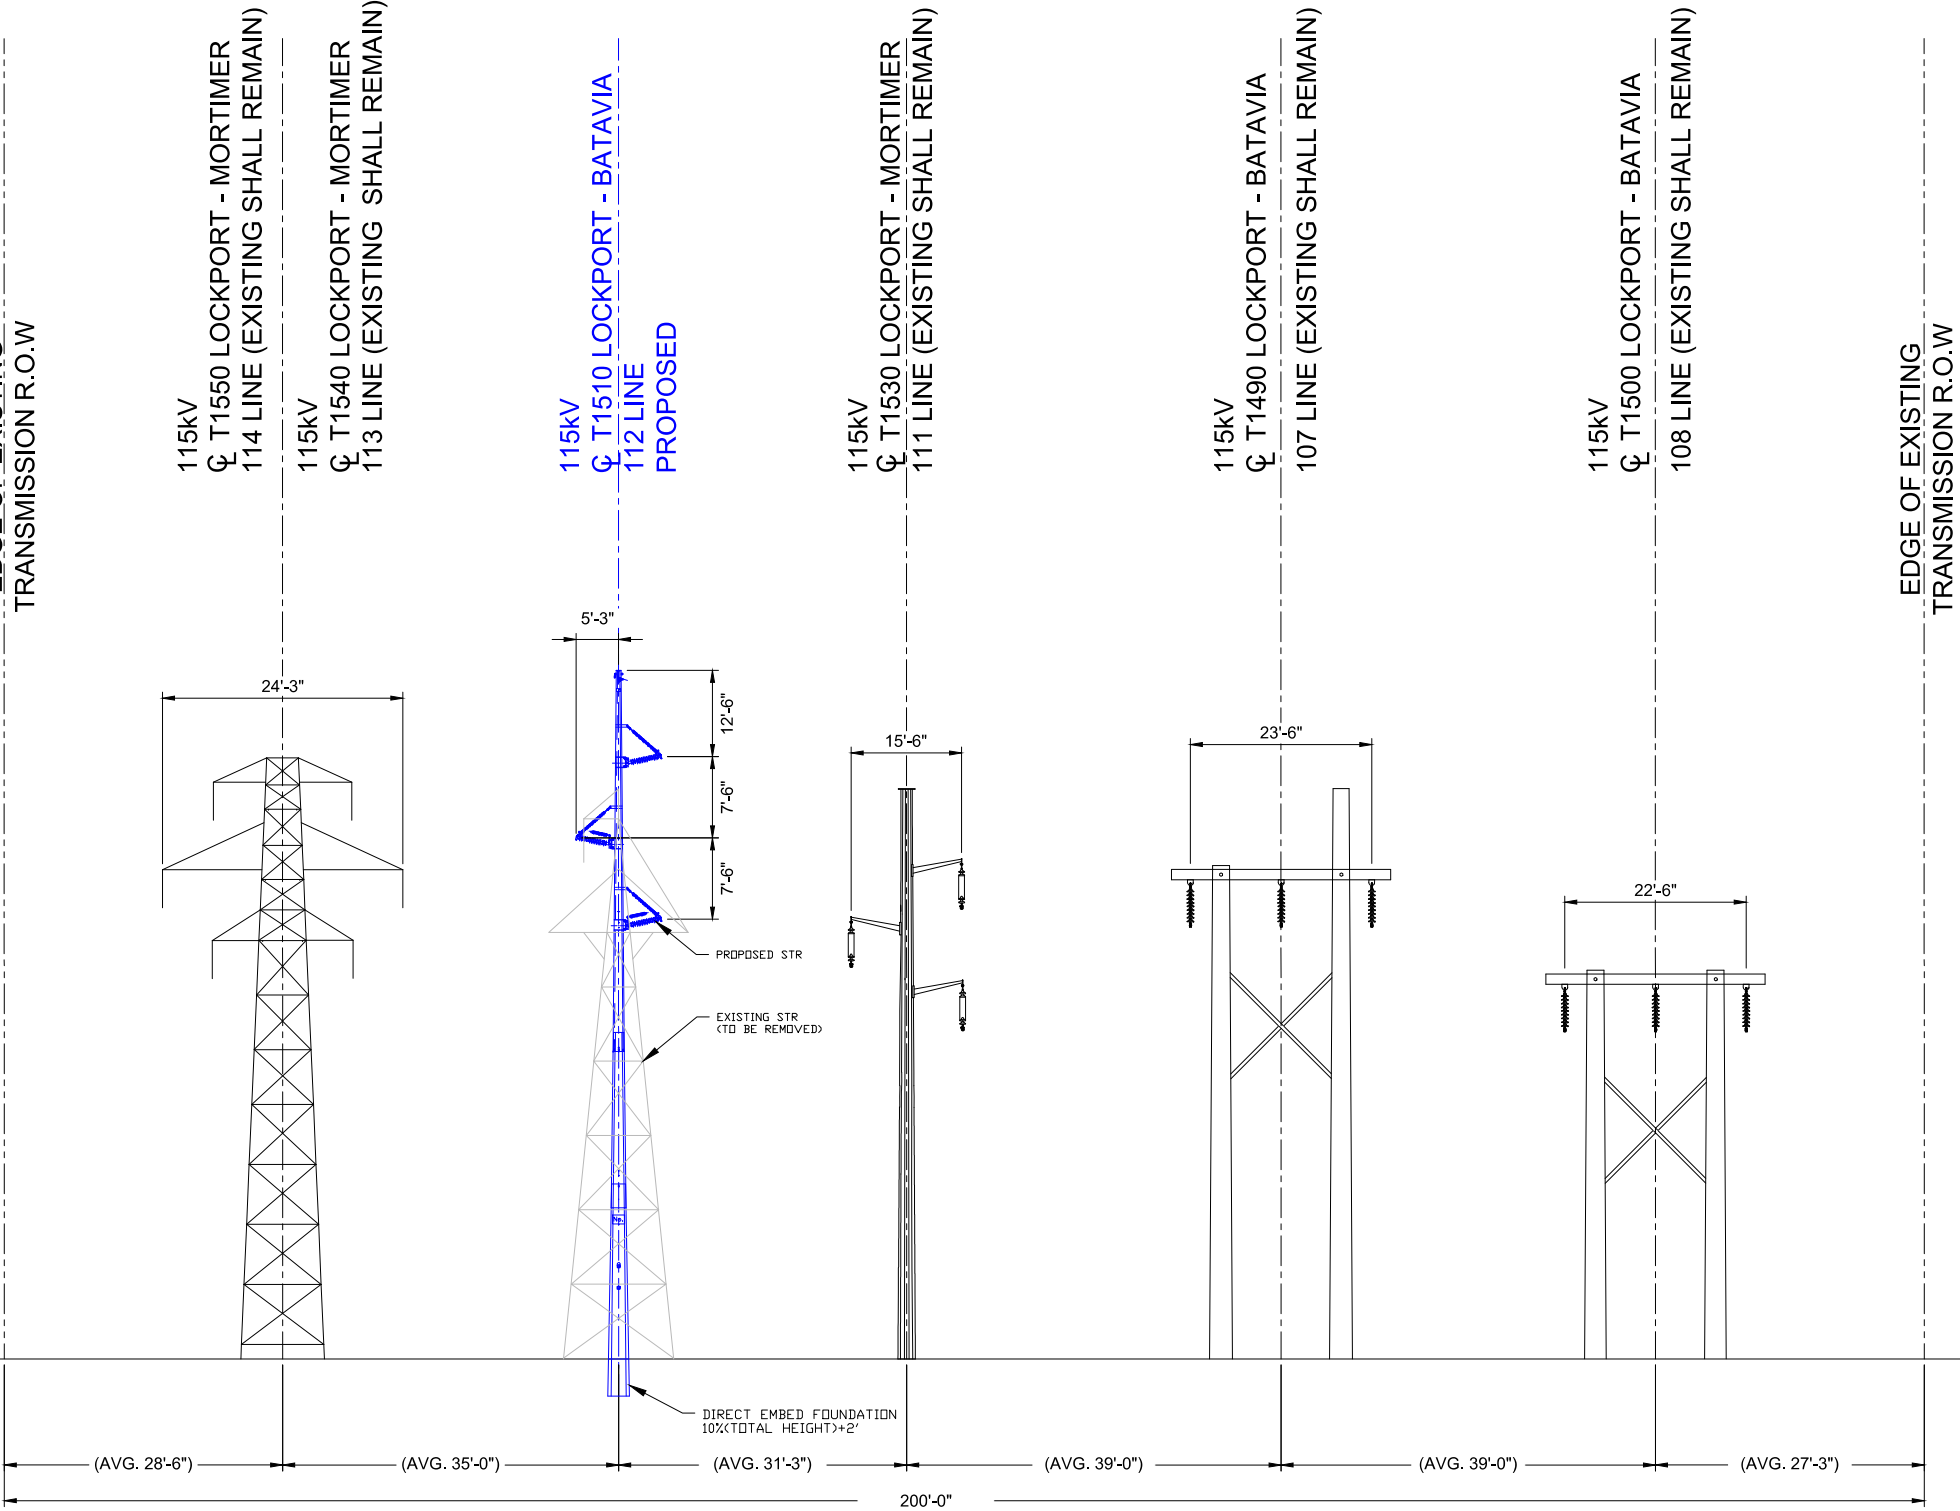 TRANSMISSION R.O.W
115kV
℄ T1550 LOCKPORT - MORTIMER
114 LINE (EXISTING SHALL REMAIN)
115kV
℄ T1540 LOCKPORT - MORTIMER
113 LINE (EXISTING SHALL REMAIN)
115kV
℄ T1510 LOCKPORT - BATAVIA
112 LINE
PROPOSED
115kV
℄ T1530 LOCKPORT - MORTIMER
111 LINE (EXISTING SHALL REMAIN)
115kV
℄ T1490 LOCKPORT - BATAVIA
107 LINE (EXISTING SHALL REMAIN)
115kV
℄ T1500 LOCKPORT - BATAVIA
108 LINE (EXISTING SHALL REMAIN)
EDGE OF EXISTING
TRANSMISSION R.O.W
24'-3"
5'-3"
12'-6"
7'-6"
7'-6"
15'-6"
23'-6"
22'-6"
PROPOSED STR
EXISTING STR
(TO BE REMOVED)
No.
DIRECT EMBED FOUNDATION
10%(TOTAL HEIGHT)+2'
(AVG. 28'-6")
(AVG. 35'-0")
(AVG. 31'-3")
(AVG. 39'-0")
(AVG. 39'-0")
(AVG. 27'-3")
200'-0"